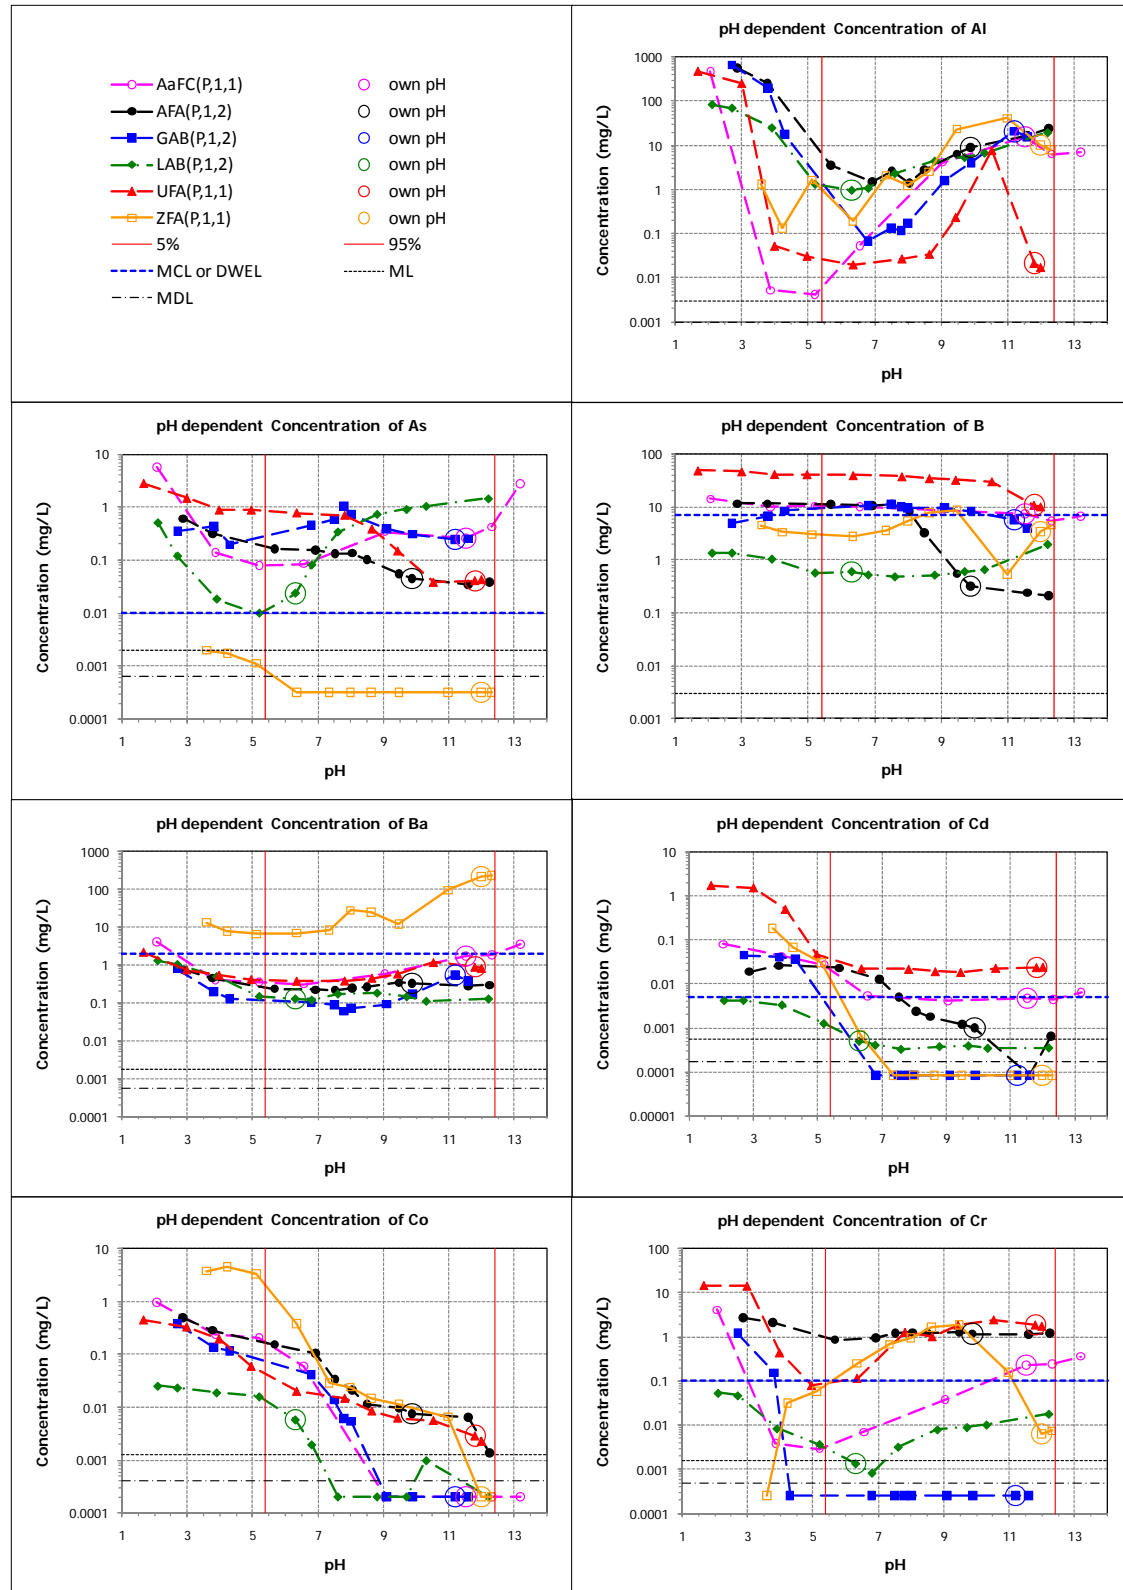 AaFC(P,1,1) own pH
AFA(P,1,2) own pH
GAB(P,1,2) own pH
LAB(P,1,2) own pH
UFA(P,1,1) own pH
ZFA(P,1,1) own pH
5% 95%
MCL or DWEL ML
MDL
pH dependent Concentration of Al
Concentration (mg/L)
1000
100
10
1
0.1
0.01
0.001
1 3 5 7 9 11 13
pH
pH dependent Concentration of As
Concentration (mg/L)
10
1
0.1
0.01
0.001
0.0001
1 3 5 7 9 11 13
pH
pH dependent Concentration of B
Concentration (mg/L)
100
10
1
0.1
0.01
0.001
1 3 5 7 9 11 13
pH
pH dependent Concentration of Ba
Concentration (mg/L)
1000
100
10
1
0.1
0.01
0.001
0.0001
1 3 5 7 9 11 13
pH
pH dependent Concentration of Cd
Concentration (mg/L)
10
1
0.1
0.01
0.001
0.0001
0.00001
1 3 5 7 9 11 13
pH
pH dependent Concentration of Co
Concentration (mg/L)
10
1
0.1
0.01
0.001
0.0001
1 3 5 7 9 11 13
pH
pH dependent Concentration of Cr
Concentration (mg/L)
100
10
1
0.1
0.01
0.001
0.0001
1 3 5 7 9 11 13
pH